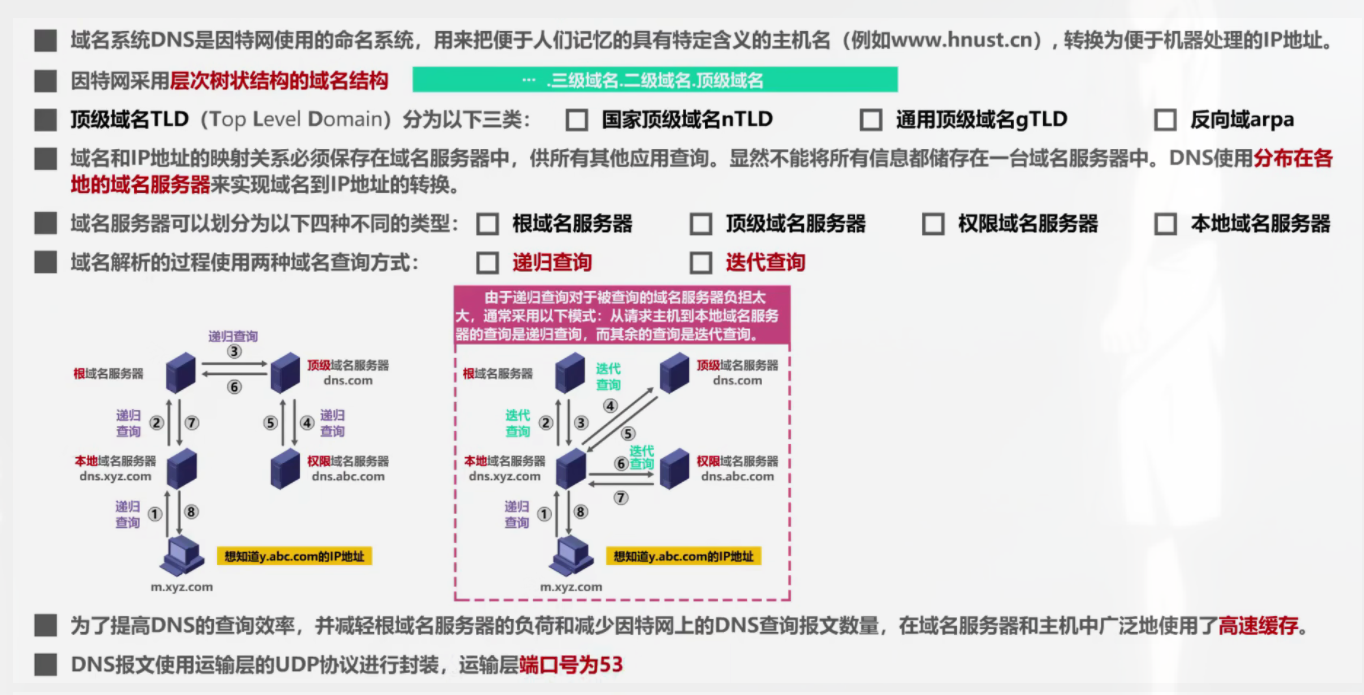 域名系统DNS是因特网使用的命名系统，用来把便于人们记忆的具有特定含义的主机名（例如www.hnust.cn）, 转换为便于机器处理的IP地址。
因特网采用层次树状结构的域名结构
… .三级域名.二级域名.顶级域名
顶级域名TLD（Top Level Domain）分为以下三类： 国家顶级域名nTLD 通用顶级域名gTLD 反向域arpa
域名和IP地址的映射关系必须保存在域名服务器中，供所有其他应用查询。显然不能将所有信息都储存在一台域名服务器中。DNS使用分布在各
地的域名服务器来实现域名到IP地址的转换。
域名服务器可以划分为以下四种不同的类型： 根域名服务器 顶级域名服务器 权限域名服务器 本地域名服务器
域名解析的过程使用两种域名查询方式： 递归查询 迭代查询
递归查询
③
根域名服务器
顶级域名服务器
dns.com
⑥
递归
查询
②
⑦
⑤
④
递归
查询
本地域名服务器
dns.xyz.com
权限域名服务器
dns.abc.com
递归
查询
①
⑧
想知道y.abc.com的IP地址
m.xyz.com
由于递归查询对于被查询的域名服务器负担太
大，通常采用以下模式：从请求主机到本地域名服务
器的查询是递归查询，而其余的查询是迭代查询。
根域名服务器
迭代
查询
顶级域名服务器
dns.com
④
迭代
查询
②
③
⑤
本地域名服务器
dns.xyz.com
⑥
迭代
查询
权限域名服务器
dns.abc.com
⑦
递归
查询
①
⑧
想知道y.abc.com的IP地址
m.xyz.com
为了提高DNS的查询效率，并减轻根域名服务器的负荷和减少因特网上的DNS查询报文数量，在域名服务器和主机中广泛地使用了高速缓存。
DNS报文使用运输层的UDP协议进行封装，运输层端口号为53